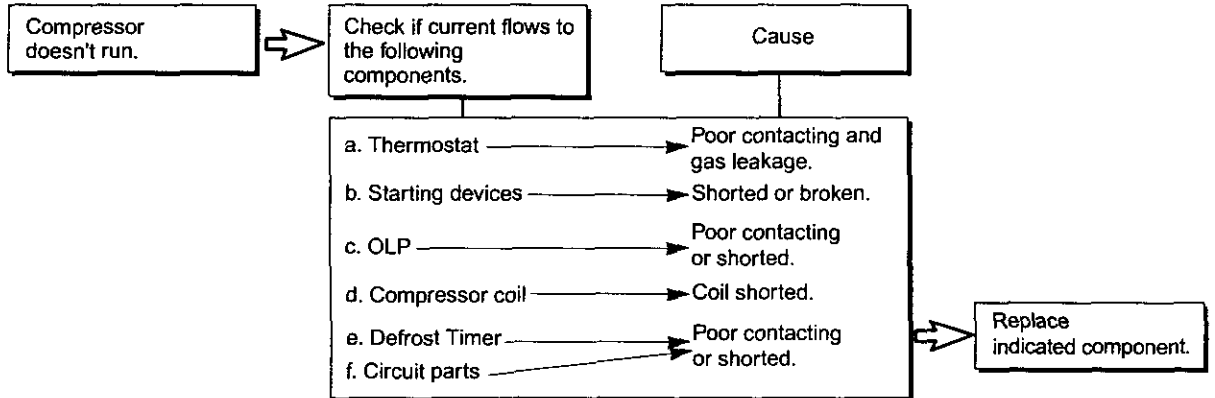 Compressor
doesn't run.
Check if current flows to
the following
components.
Cause
a. Thermostat
Poor contacting and
gas leakage.
b. Starting devices
Shorted or broken.
c. OLP
Poor contacting
or shorted.
d. Compressor coil
Coil shorted.
e. Defrost Timer
f. Circuit parts
Poor contacting
or shorted.
Replace
indicated component.